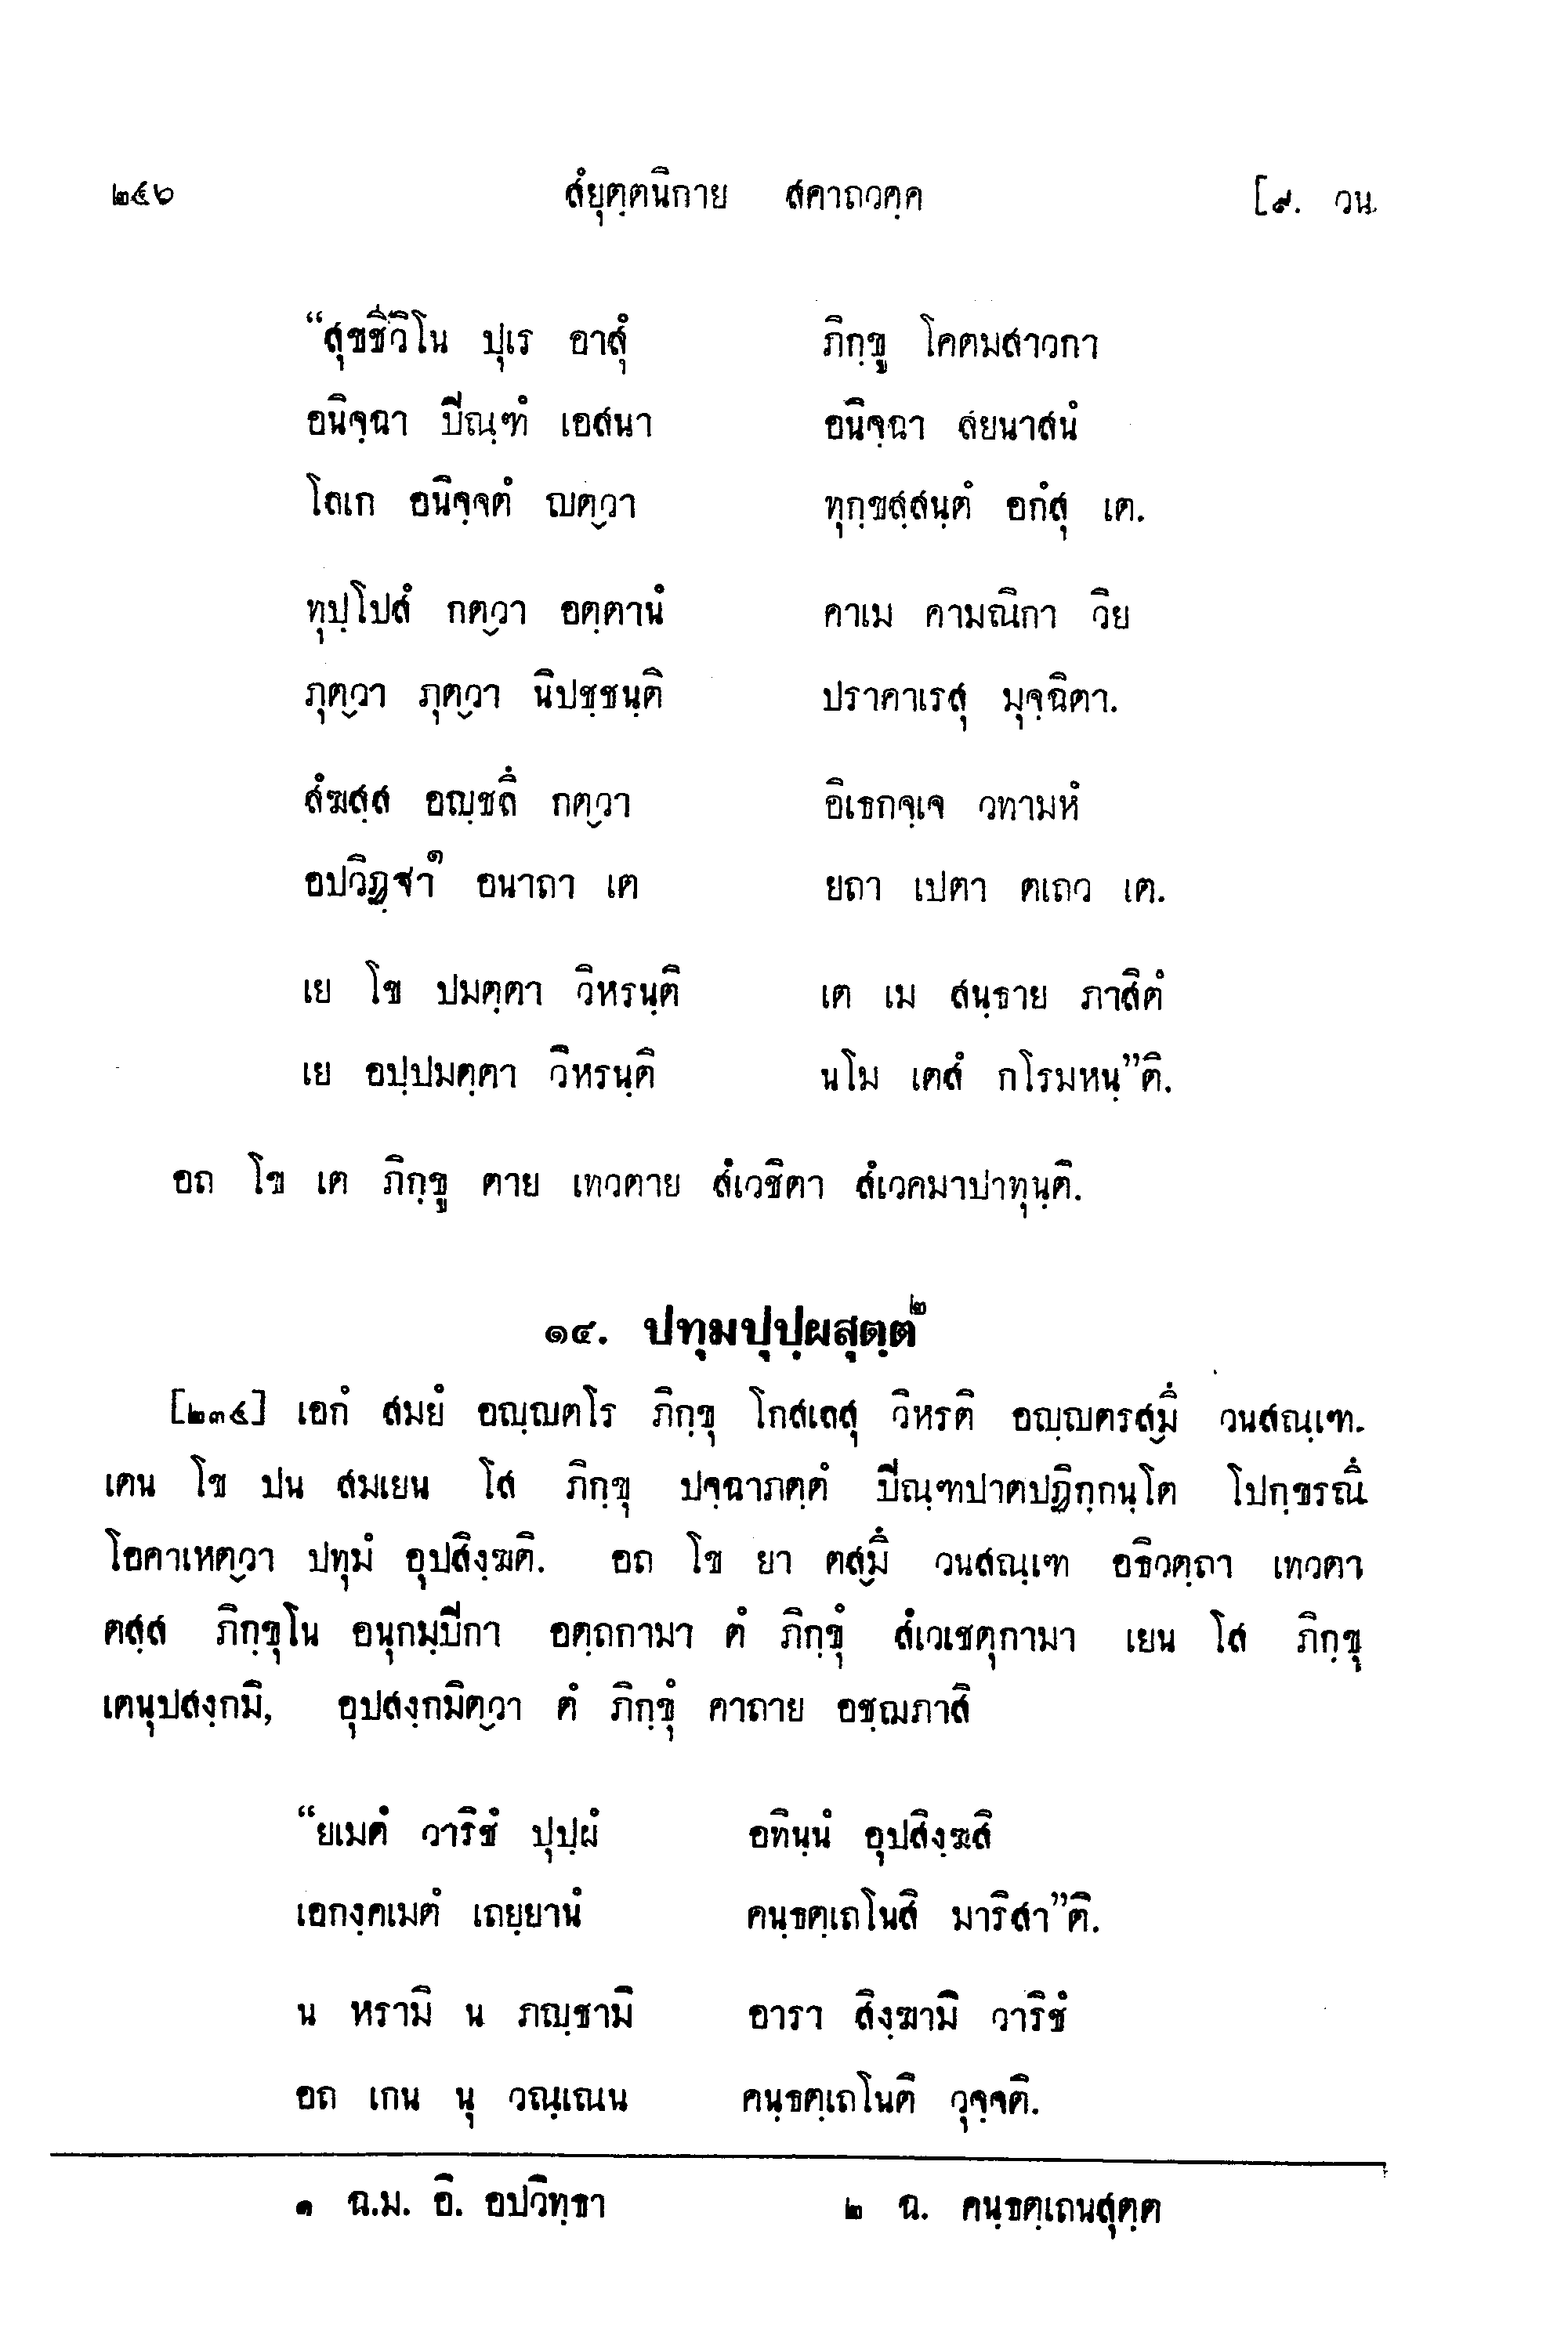 ๒๕๖ สํยุตฺตนิกาย สคาถวคฺค [๙. วน
“สุขชีวิโน ปุเร อาสุํ ภิกฺขู โคตมสาวกา
อนิจฺฉา ปิณฺฑํ เอสนา อนิจฺฉา สยนาสนํ
โลเก อนิจฺจตํ ญตฺวา ทุกฺขสฺสนฺตํ อกํสุ เต.
ทุปฺโปสํ กตฺวา อตฺตานํ คาเม คามณิกา วิย
ภุตฺวา ภุตฺวา นิปชฺชนฺติ ปราคาเรสุ มุจฺฉิตา.
สํฆสฺส อญฺชลึ กตฺวา อิเธกจฺเจ วทามหํ
อปวิฏฺฐา๑ อนาถา เต ยถา เปตา ตเถว เต.
เย โข ปมตฺตา วิหรนฺติ เต เม สนฺธาย ภาสิตํ
เย อปฺปมตฺตา วิหรนฺติ นโม เตสํ กโรมหนฺ”ติ.
อถ โข เต ภิกฺขู ตาย เทวตาย สํเวชิตา สํเวคมาปาทุนฺติ.
๑๔. ปทุมปุปฺผสุตฺตํ๒
[๒๓๔] เอกํ สมยํ อญฺญตโร ภิกฺขุ โกสเลสุ วิหรติ อญฺญตรสฺมึ วนสณฺเฑ.
เตน โข ปน สมเยน โส ภิกฺขุ ปจฺฉาภตฺตํ ปิณฺฑปาตปฏิกฺกนฺโต โปกฺขรณึ
โอคาเหตฺวา ปทุมํ อุปสิงฺฆติ. อถ โข ยา ตสฺมึ วนสณฺเฑ อธิวตฺถา เทวตา
ตสฺส ภิกฺขุโน อนุกมฺปิกา อตฺถกามา ตํ ภิกฺขุํ สํเวเชตุกามา เยน โส ภิกฺขุ
เตนุปสงฺกมิ, อุปสงฺกมิตฺวา ตํ ภิกฺขุํ คาถาย อชฺฌภาสิ
“ยเมตํ วาริชํ ปุปฺผํ อทินฺนํ อุปสิงฺฆสิ
เอกงฺคเมตํ เถยฺยานํ คนฺธตฺเถโนสิ มาริสา”ติ.
น หรามิ น ภญฺชามิ อารา สิงฺฆามิ วาริชํ
อถ เกน นุ วณฺเณน คนฺธตฺเถโนติ วุจฺจติ.
๑ ฉ.ม. อิ. อปวิทฺธา ๒ ฉ. คนฺธตฺเถนสุตฺต